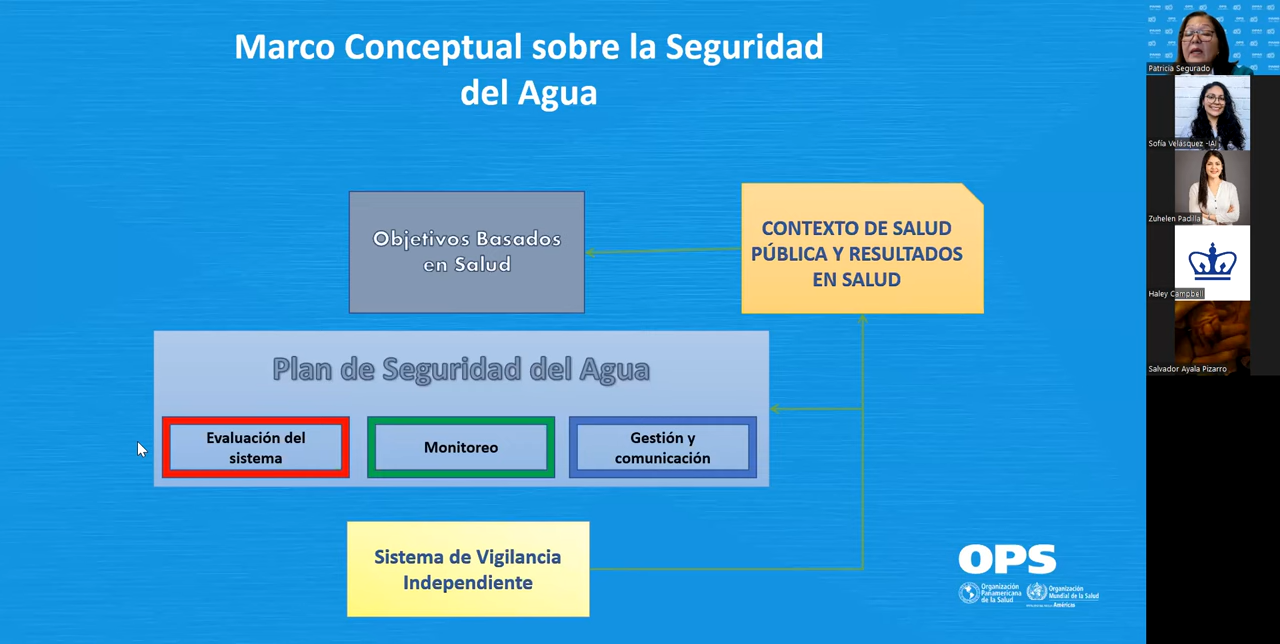 Marco Conceptual sobre la Seguridad
del Agua
Objetivos Basados
en Salud
CONTEXTO DE SALUD
PÚBLICA Y RESULTADOS
EN SALUD
Plan de Seguridad del Agua
Evaluación del
sistema
Monitoreo
Gestión y
comunicación
Sistema de Vigilancia
Independiente
OPS
Organización
Panamericana
de la Salud
Organización
Mundial de la Salud
Américas
Patricia Segurado
Sofía Velásquez -IAI
Zuhelen Padilla
Haley Campbell
Salvador Ayala Pizarro